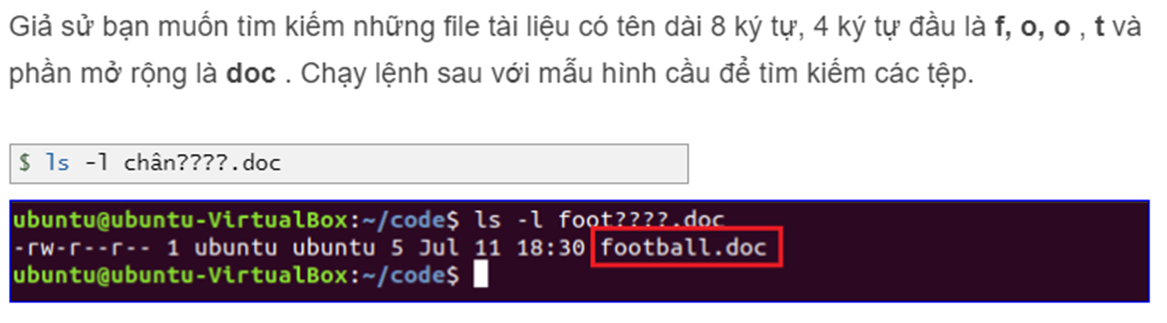 Giả sử bạn muốn tìm kiếm những file tài liệu có tên dài 8 ký tự, 4 ký tự đầu là f, o, o , t và
phần mở rộng là doc . Chạy lệnh sau với mẫu hình cầu để tìm kiếm các tệp.
$ ls -l chân????.doc
ubuntu@ubuntu-VirtualBox:~/code$ ls -l foot????.doc
-rw-r--r-- 1 ubuntu ubuntu 5 Jul 11 18:30 football.doc
ubuntu@ubuntu-VirtualBox:~/code$